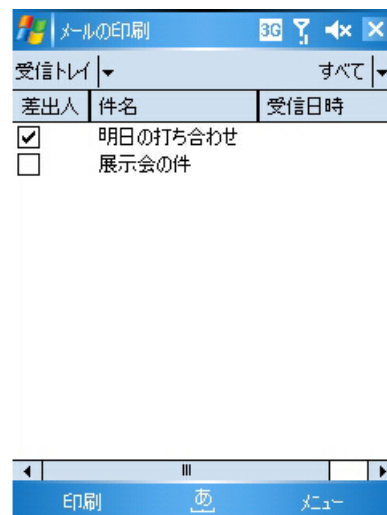 メールの印刷 3G
受信トレイ すべて
差出人 件名 受信日時
明日の打ち合わせ
展示会の件
印刷 あ メニュー